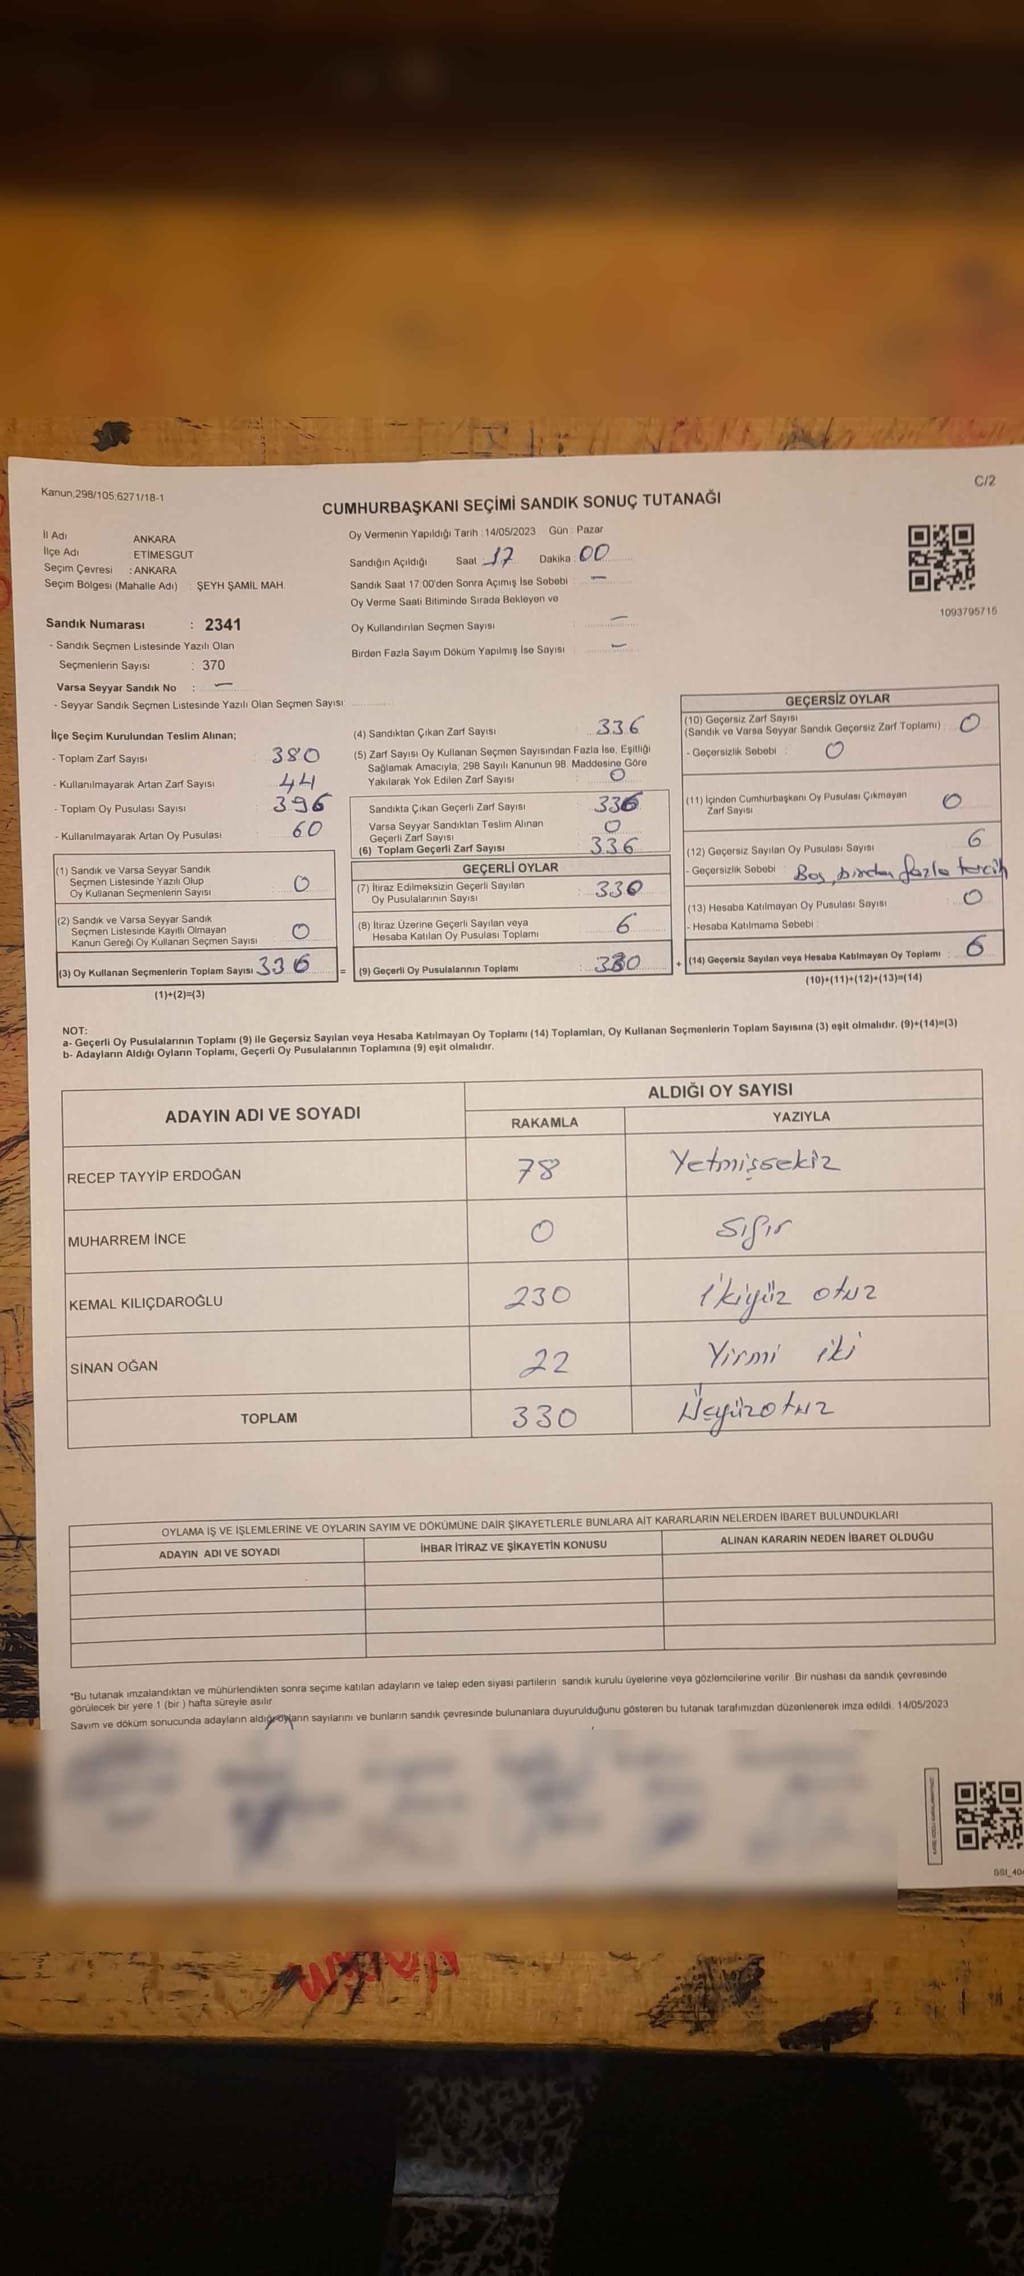 Kanun,298/105;6271/18-1
C/2
CUMHURBAŞKANI SEÇİMİ SANDIK SONUÇ TUTANAĞI
İl Adı ANKARA
İlçe Adı : ETİMESGUT
Seçim Çevresi : ANKARA
Seçim Bölgesi (Mahalle Adı) : ŞEYH ŞAMİL MAH.
Sandık Numarası : 2341
- Sandık Seçmen Listesinde Yazılı Olan
Seçmenlerin Sayısı : 370
Varsa Seyyar Sandık No : —
- Seyyar Sandık Seçmen Listesinde Yazılı Olan Seçmen Sayısı
Oy Vermenin Yapıldığı Tarih : 14/05/2023 Gün : Pazar
Sandığın Açıldığı Saat : 17 Dakika : 00
Sandık Saat 17:00'den Sonra Açımış İse Sebebi : —
Oy Verme Saati Bitiminde Sırada Bekleyen ve
Oy Kullandırılan Seçmen Sayısı : —
Birden Fazla Sayım Döküm Yapılmış İse Sayısı : —
1093795715
İlçe Seçim Kurulundan Teslim Alınan;
- Toplam Zarf Sayısı : 380
- Kullanılmayarak Artan Zarf Sayısı : 44
- Toplam Oy Pusulası Sayısı : 396
- Kullanılmayarak Artan Oy Pusulası : 60
(1) Sandık ve Varsa Seyyar Sandık
Seçmen Listesinde Yazılı Olup
Oy Kullanan Seçmenlerin Sayısı : 0
(2) Sandık ve Varsa Seyyar Sandık
Seçmen Listesinde Kayıtlı Olmayan
Kanun Gereği Oy Kullanan Seçmen Sayısı : 0
(3) Oy Kullanan Seçmenlerin Toplam Sayısı 336
(1)+(2)=(3)
(4) Sandıktan Çıkan Zarf Sayısı : 336
(5) Zarf Sayısı Oy Kullanan Seçmen Sayısından Fazla İse, Eşitliği
Sağlamak Amacıyla; 298 Sayılı Kanunun 98. Maddesine Göre
Yakılarak Yok Edilen Zarf Sayısı : 0
Sandıkta Çıkan Geçerli Zarf Sayısı : 336
Varsa Seyyar Sandıktan Teslim Alınan
Geçerli Zarf Sayısı : 0
(6) Toplam Geçerli Zarf Sayısı : 336
GEÇERLİ OYLAR
(7) İtiraz Edilmeksizin Geçerli Sayılan
Oy Pusulalarının Sayısı : 330
(8) İtiraz Üzerine Geçerli Sayılan veya
Hesaba Katılan Oy Pusulası Toplamı : 6
= (9) Geçerli Oy Pusulalarının Toplamı : 330
GEÇERSİZ OYLAR
(10) Geçersiz Zarf Sayısı
(Sandık ve Varsa Seyyar Sandık Geçersiz Zarf Toplamı) : 0
- Geçersizlik Sebebi : 0
(11) İçinden Cumhurbaşkanı Oy Pusulası Çıkmayan
Zarf Sayısı : 0
(12) Geçersiz Sayılan Oy Pusulası Sayısı : 6
- Geçersizlik Sebebi : Boş, birden fazla tercih
(13) Hesaba Katılmayan Oy Pusulası Sayısı : 0
- Hesaba Katılmama Sebebi :
+ (14) Geçersiz Sayılan veya Hesaba Katılmayan Oy Toplamı : 6
(10)+(11)+(12)+(13)=(14)
NOT:
a- Geçerli Oy Pusulalarının Toplamı (9) ile Geçersiz Sayılan veya Hesaba Katılmayan Oy Toplamı (14) Toplamları, Oy Kullanan Seçmenlerin Toplam Sayısına (3) eşit olmalıdır. (9)+(14)=(3)
b- Adayların Aldığı Oyların Toplamı, Geçerli Oy Pusulalarının Toplamına (9) eşit olmalıdır.
ADAYIN ADI VE SOYADI
ALDIĞI OY SAYISI
RAKAMLA YAZIYLA
RECEP TAYYİP ERDOĞAN 78 Yetmişsekiz
MUHARREM İNCE 0 Sıfır
KEMAL KILIÇDAROĞLU 230 İkiyüz otuz
SİNAN OĞAN 22 Yirmi iki
TOPLAM 330 Üçyüzotuz
OYLAMA İŞ VE İŞLEMLERİNE VE OYLARIN SAYIM VE DÖKÜMÜNE DAİR ŞİKAYETLERLE BUNLARA AİT KARARLARIN NELERDEN İBARET BULUNDUKLARI
ADAYIN ADI VE SOYADI İHBAR İTİRAZ VE ŞİKAYETİN KONUSU ALINAN KARARIN NEDEN İBARET OLDUĞU
*Bu tutanak imzalandıktan ve mühürlendikten sonra seçime katılan adayların ve talep eden siyasi partilerin sandık kurulu üyelerine veya gözlemcilerine verilir. Bir nüshası da sandık çevresinde
görülecek bir yere 1 (bir) hafta süreyle asılır.
Sayım ve döküm sonucunda adayların aldığı oyların sayılarını ve bunların sandık çevresinde bulunanlara duyurulduğunu gösteren bu tutanak tarafımızdan düzenlenerek imza edildi. 14/05/2023